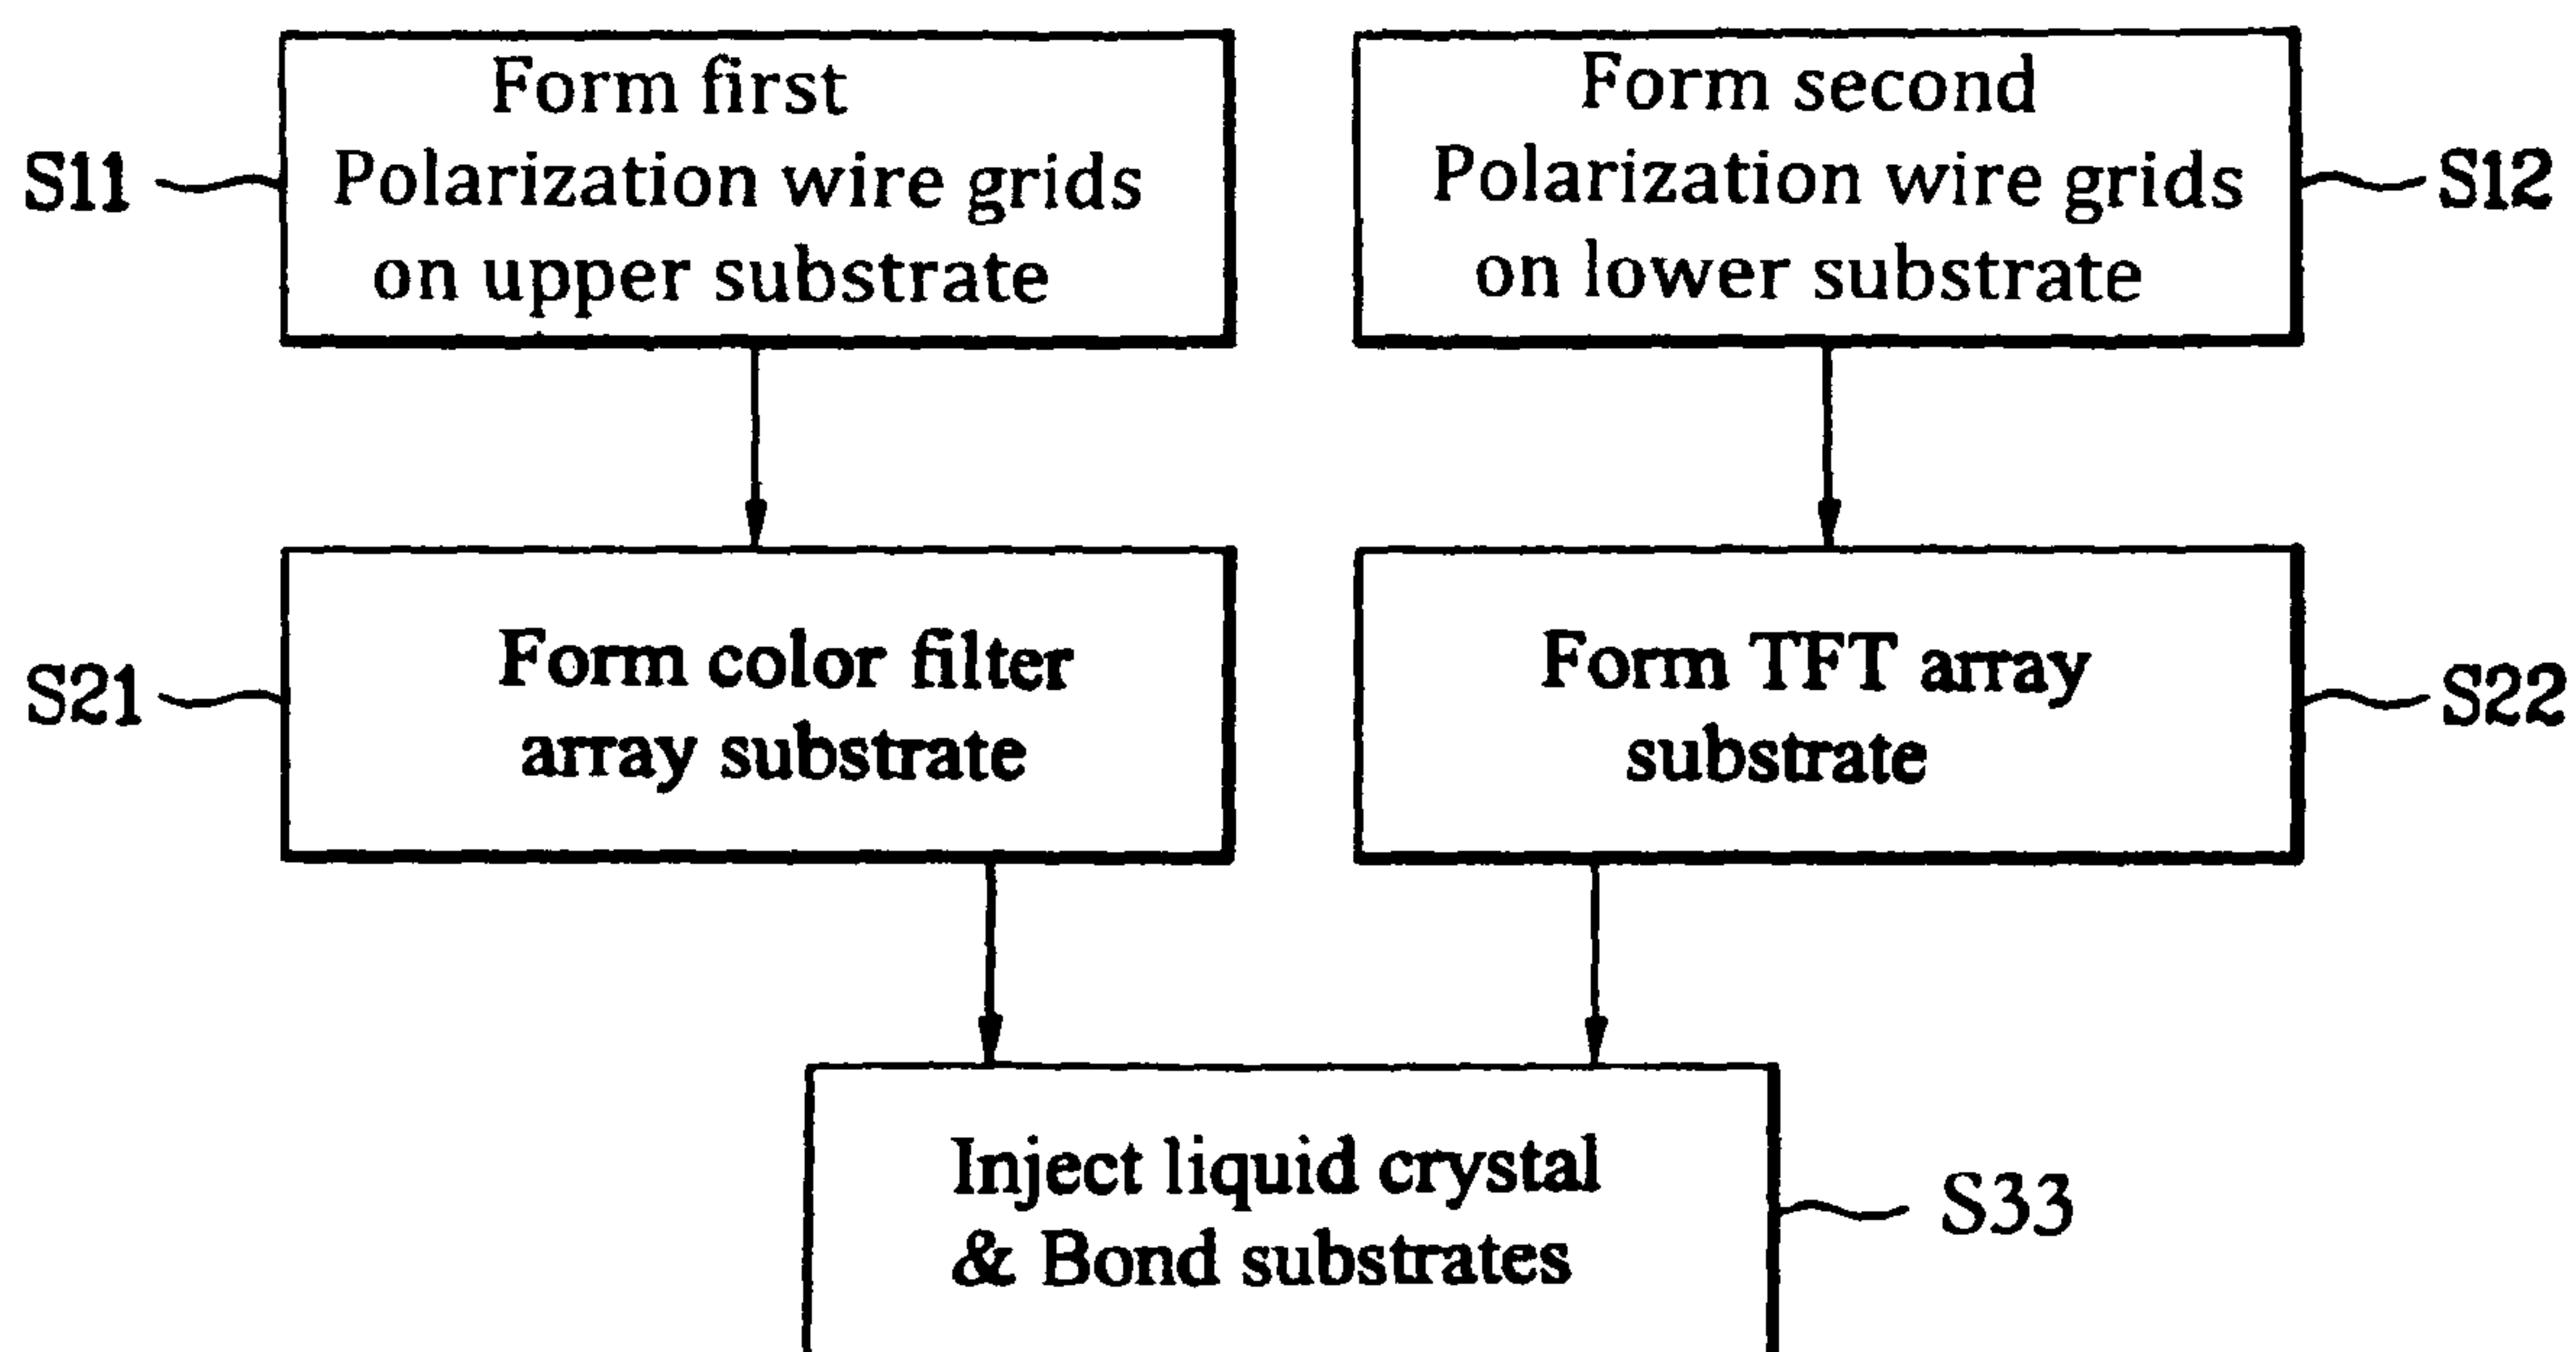 Form first
Polarization wire grids
on upper substrate
S11
Form second
Polarization wire grids
on lower substrate
S12
Form color filter
array substrate
S21
Form TFT array
substrate
S22
Inject liquid crystal
& Bond substrates
S33